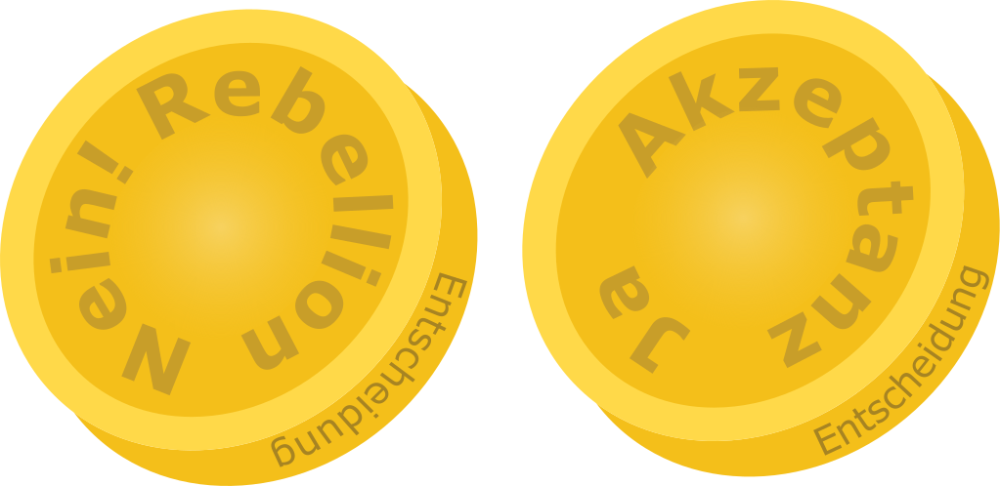 Nein! Rebellion
Entscheidung
Ja Akzeptanz
Entscheidung